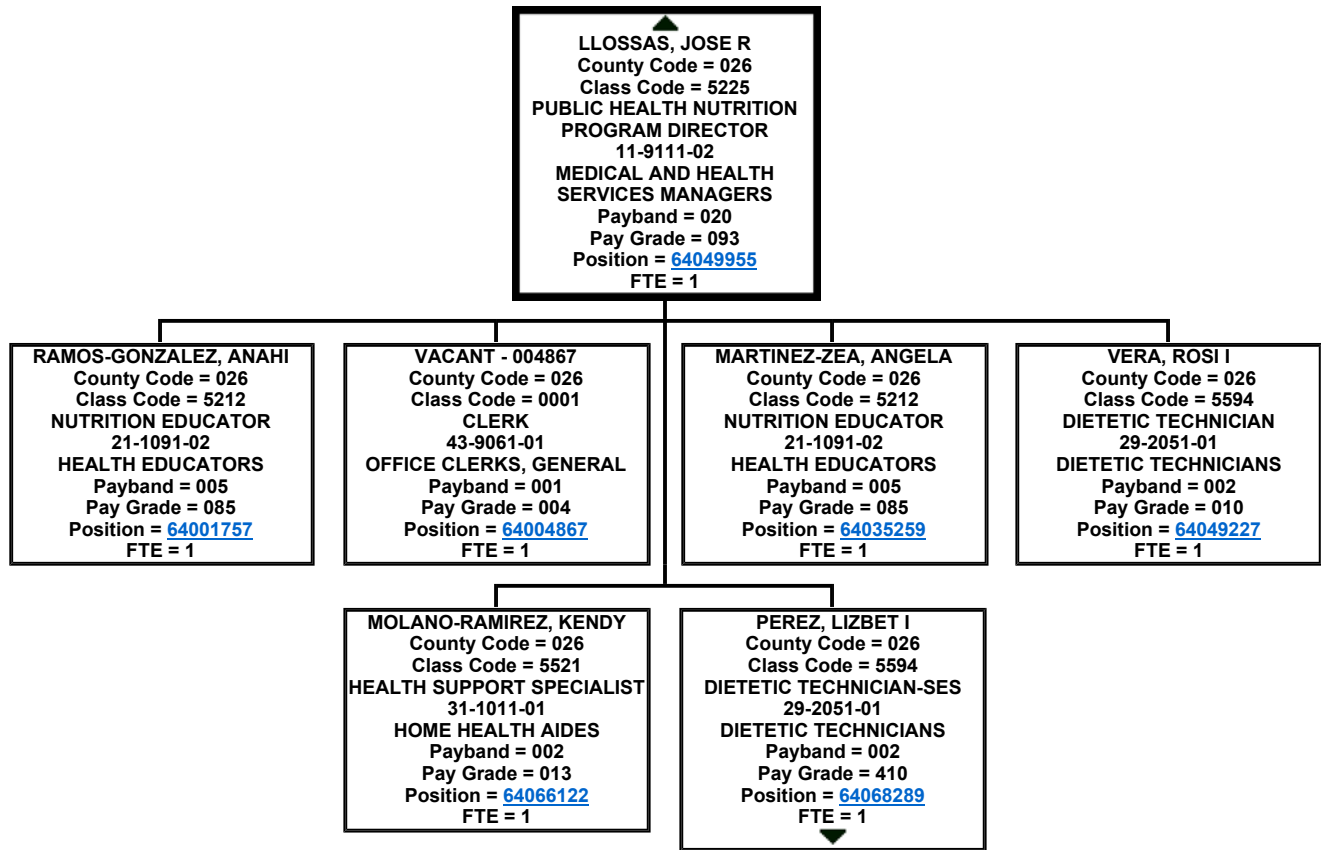 LLOSSAS, JOSE R
County Code = 026
Class Code = 5225
PUBLIC HEALTH NUTRITION
PROGRAM DIRECTOR
11-9111-02
MEDICAL AND HEALTH
SERVICES MANAGERS
Payband = 020
Pay Grade = 093
Position = 64049955
FTE = 1
RAMOS-GONZALEZ, ANAHI
County Code = 026
Class Code = 5212
NUTRITION EDUCATOR
21-1091-02
HEALTH EDUCATORS
Payband = 005
Pay Grade = 085
Position = 64001757
FTE = 1
VACANT - 004867
County Code = 026
Class Code = 0001
CLERK
43-9061-01
OFFICE CLERKS, GENERAL
Payband = 001
Pay Grade = 004
Position = 64004867
FTE = 1
MARTINEZ-ZEA, ANGELA
County Code = 026
Class Code = 5212
NUTRITION EDUCATOR
21-1091-02
HEALTH EDUCATORS
Payband = 005
Pay Grade = 085
Position = 64035259
FTE = 1
VERA, ROSI I
County Code = 026
Class Code = 5594
DIETETIC TECHNICIAN
29-2051-01
DIETETIC TECHNICIANS
Payband = 002
Pay Grade = 010
Position = 64049227
FTE = 1
MOLANO-RAMIREZ, KENDY
County Code = 026
Class Code = 5521
HEALTH SUPPORT SPECIALIST
31-1011-01
HOME HEALTH AIDES
Payband = 002
Pay Grade = 013
Position = 64066122
FTE = 1
PEREZ, LIZBET I
County Code = 026
Class Code = 5594
DIETETIC TECHNICIAN-SES
29-2051-01
DIETETIC TECHNICIANS
Payband = 002
Pay Grade = 410
Position = 64068289
FTE = 1